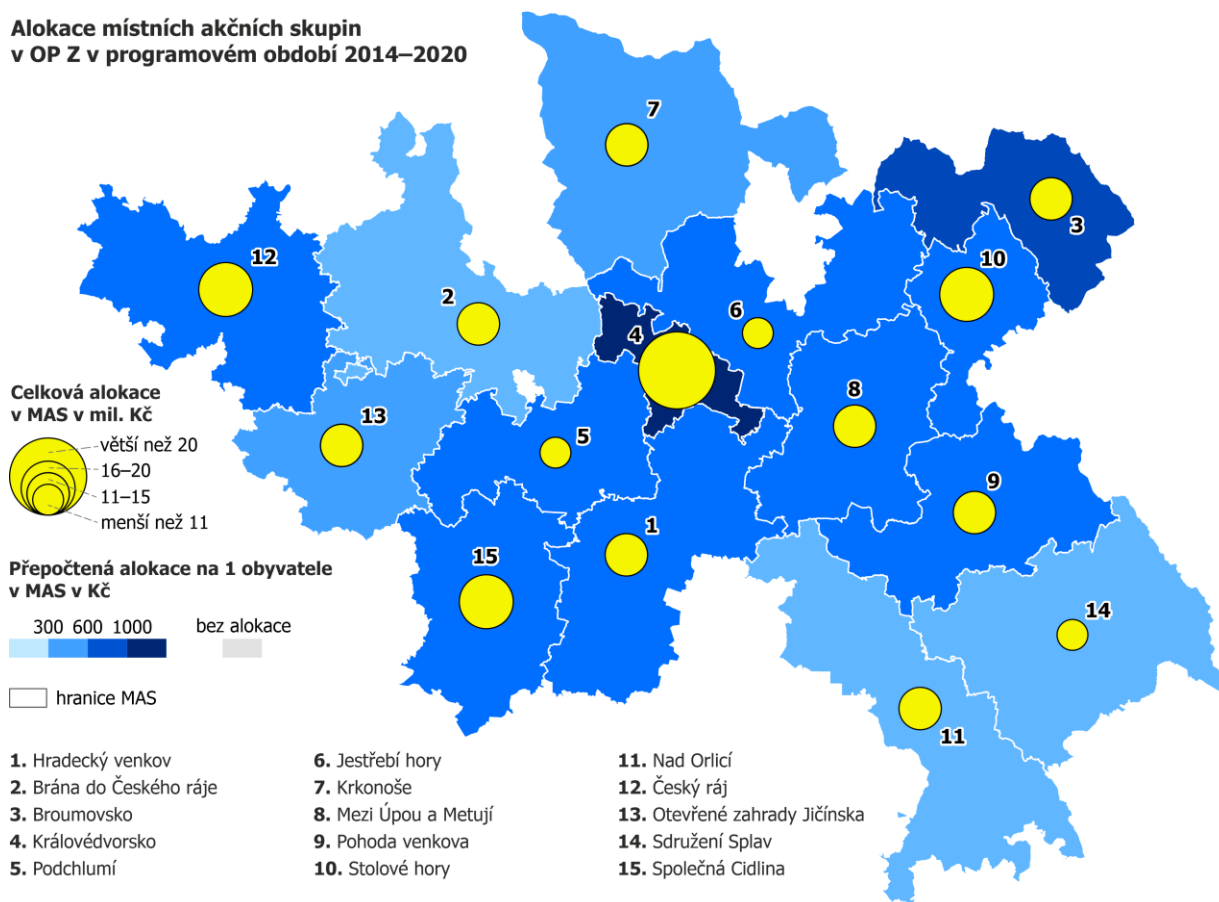 Alokace místních akčních skupin
v OP Z v programovém období 2014–2020
7
3
12
10
2
6
4
8
13
5
9
1
15
14
11
Celková alokace
v MAS v mil. Kč
větší než 20
16–20
11–15
menší než 11
Přepočtená alokace na 1 obyvatele
v MAS v Kč
300 600 1000 bez alokace
hranice MAS
1. Hradecký venkov
2. Brána do Českého ráje
3. Broumovsko
4. Královédvorsko
5. Podchlumí
6. Jestřebí hory
7. Krkonoše
8. Mezi Úpou a Metují
9. Pohoda venkova
10. Stolové hory
11. Nad Orlicí
12. Český ráj
13. Otevřené zahrady Jičínska
14. Sdružení Splav
15. Společná Cidlina